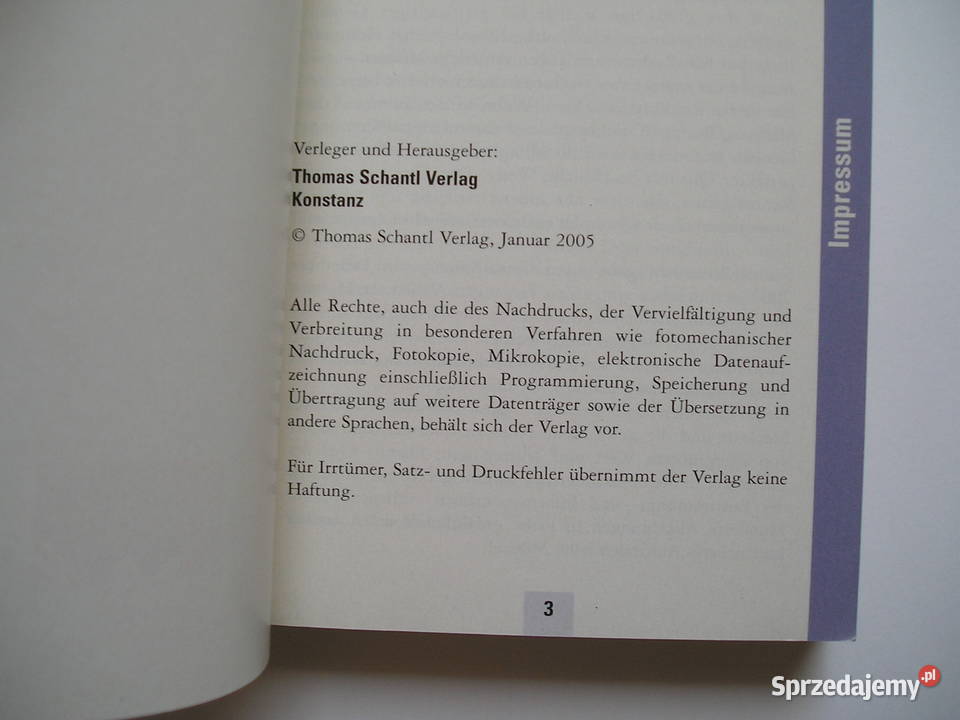 Verleger und Herausgeber:
Thomas Schantl Verlag
Konstanz
© Thomas Schantl Verlag, Januar 2005
Alle Rechte, auch die des Nachdrucks, der Vervielfältigung und
Verbreitung in besonderen Verfahren wie fotomechanischer
Nachdruck, Fotokopie, Mikrokopie, elektronische Datenauf-
zeichnung einschließlich Programmierung, Speicherung und
Übertragung auf weitere Datenträger sowie der Übersetzung in
andere Sprachen, behält sich der Verlag vor.
Für Irrtümer, Satz- und Druckfehler übernimmt der Verlag keine
Haftung.
3
Impressum
Sprzedajemy.pl